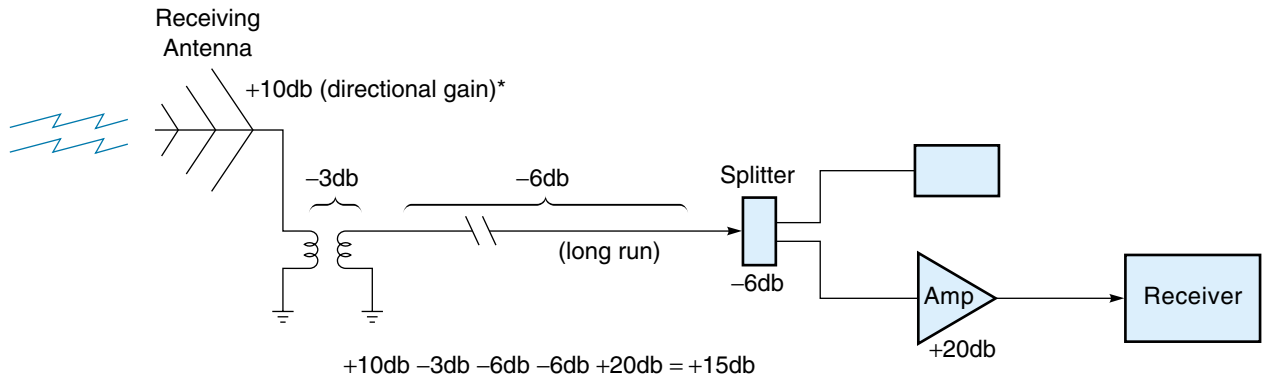 Receiving
Antenna
+10db (directional gain)*
−3db
−6db
Splitter
(long run)
−6db
Amp
Receiver
+20db
+10db −3db −6db −6db +20db = +15db